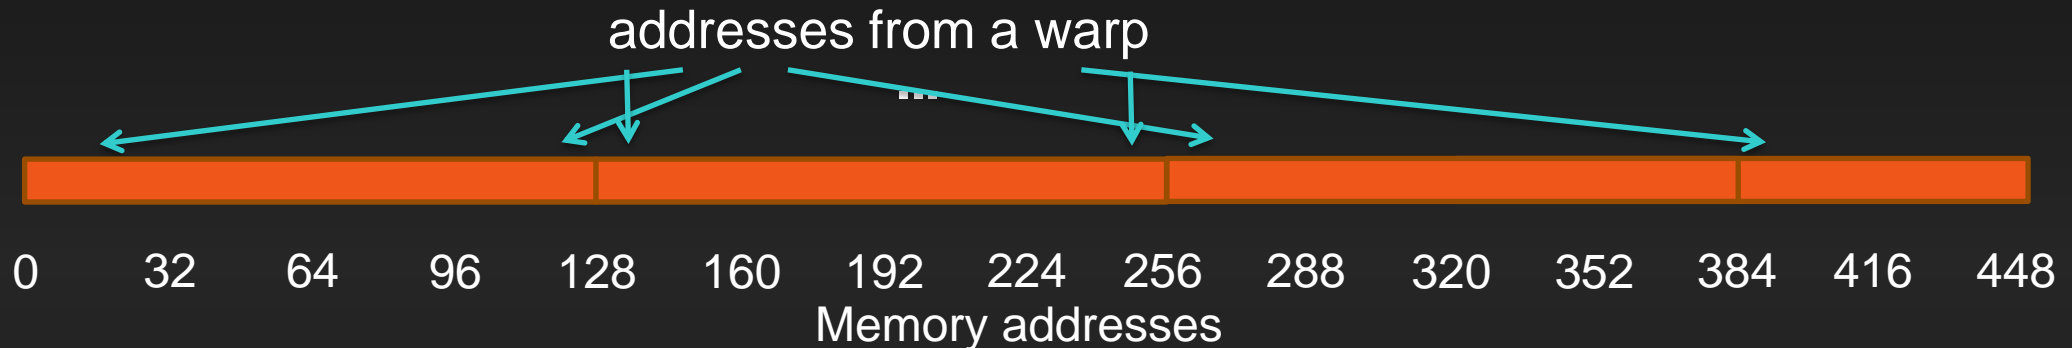 addresses from a warp
...
0 32 64 96 128 160 192 224 256 288 320 352 384 416 448
Memory addresses